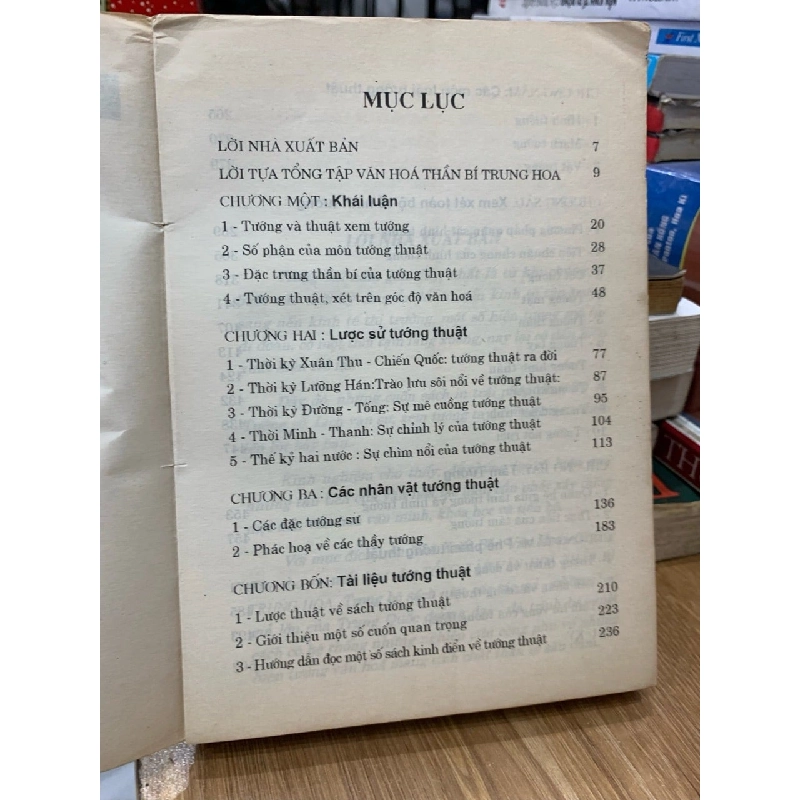 MỤC LỤC
LỜI NHÀ XUẤT BẢN 7
LỜI TỰA TỔNG TẬP VĂN HOÁ THẦN BÍ TRUNG HOA 9
CHƯƠNG MỘT : Khái luận
1 - Tướng và thuật xem tướng 20
2 - Số phận của môn tướng thuật 28
3 - Đặc trưng thần bí của tướng thuật 37
4 - Tướng thuật, xét trên góc độ văn hoá 48
CHƯƠNG HAI : Lược sử tướng thuật
1 - Thời kỳ Xuân Thu - Chiến Quốc: tướng thuật ra đời 77
2 - Thời kỳ Lưỡng Hán:Trào lưu sôi nổi về tướng thuật: 87
3 - Thời kỳ Đường - Tống: Sự mê cuồng tướng thuật 95
4 - Thời Minh - Thanh: Sự chỉnh lý của tướng thuật 104
5 - Thế kỷ hai nước : Sự chìm nổi của tướng thuật 113
CHƯƠNG BA : Các nhân vật tướng thuật
1 - Các đặc tướng sư 136
2 - Phác hoạ về các thầy tướng 183
CHƯƠNG BỐN: Tài liệu tướng thuật
1 - Lược thuật về sách tướng thuật 210
2 - Giới thiệu một số cuốn quan trọng 223
3 - Hướng dẫn đọc một số sách kinh điển về tướng thuật 236